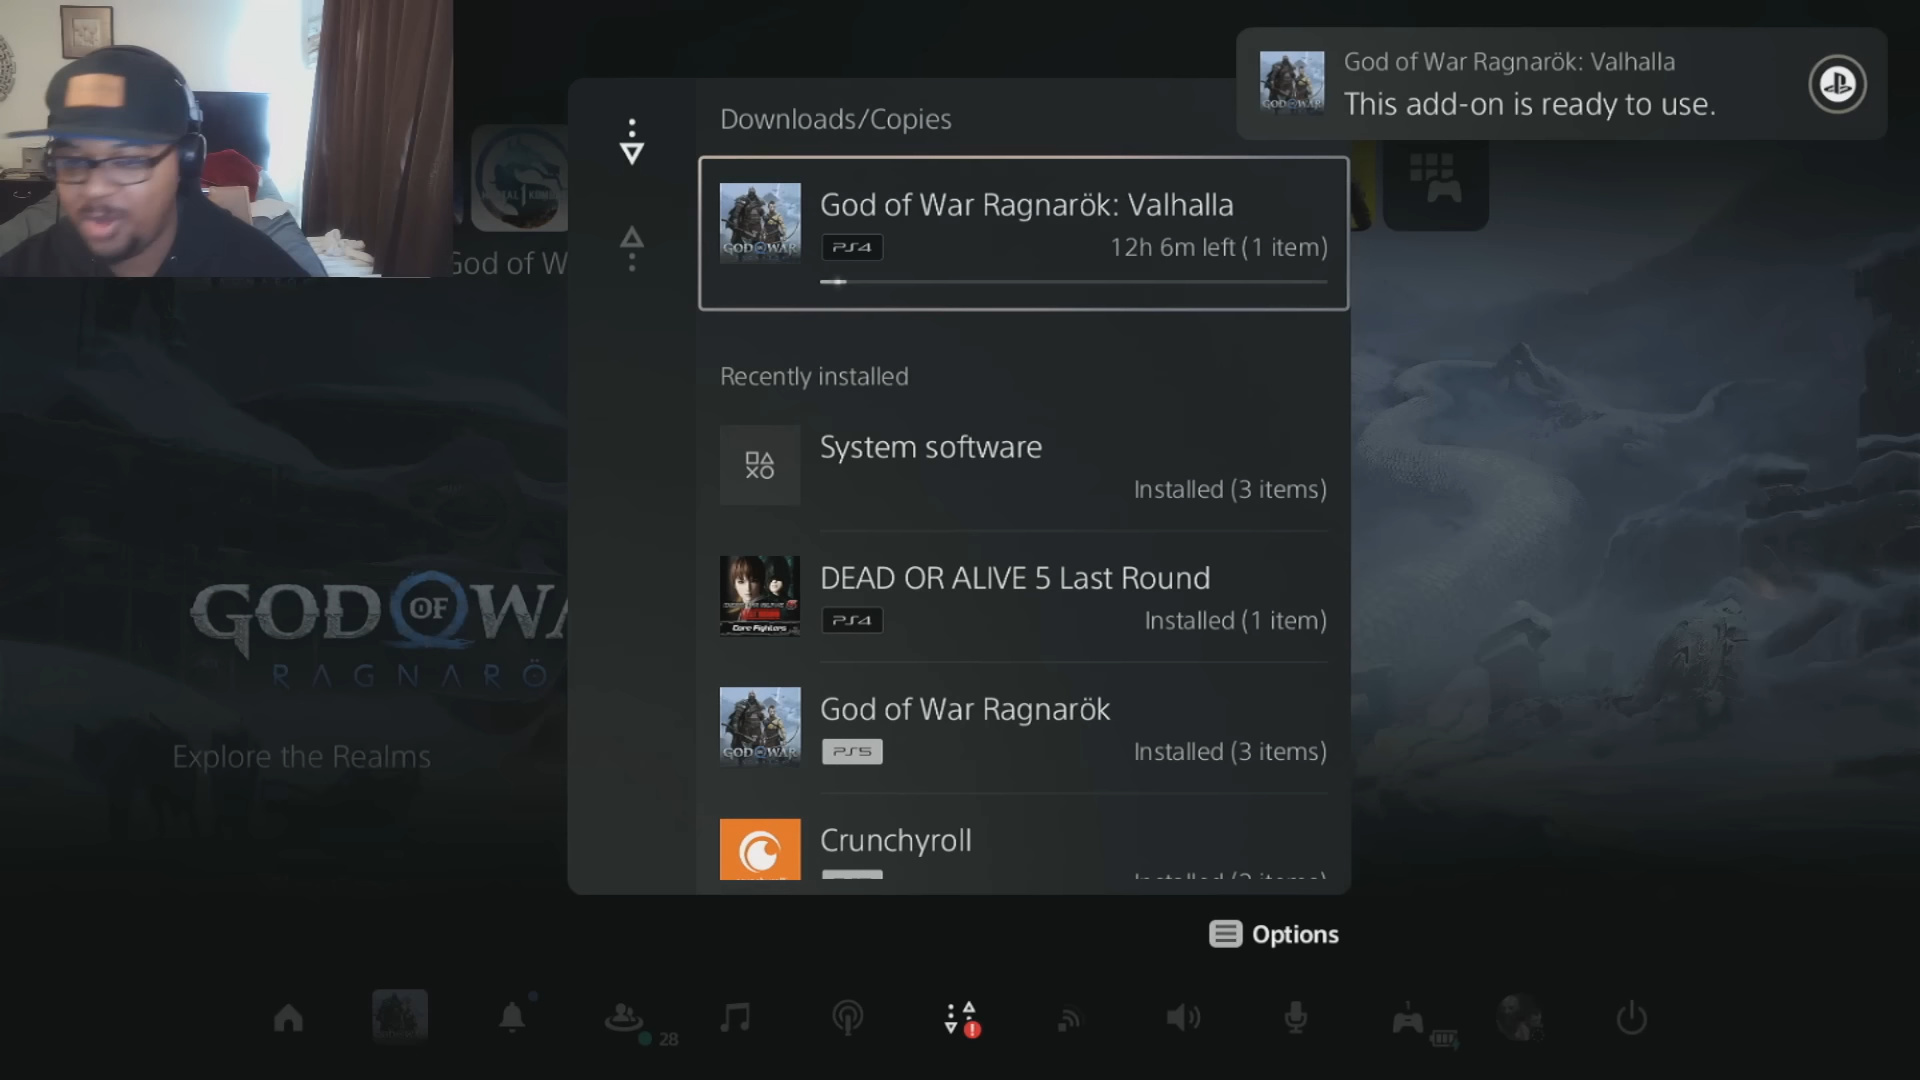 God of War Ragnarök: Valhalla
This add-on is ready to use.
Downloads/Copies
God of War Ragnarök: Valhalla
PS4
12h 6m left (1 item)
Recently installed
System software
Installed (3 items)
DEAD OR ALIVE 5 Last Round
PS4
Installed (1 item)
God of War Ragnarök
PS5
Installed (3 items)
Crunchyroll
God of W
GOD OF WA
RAGNARÖ
Explore the Realms
Options
28